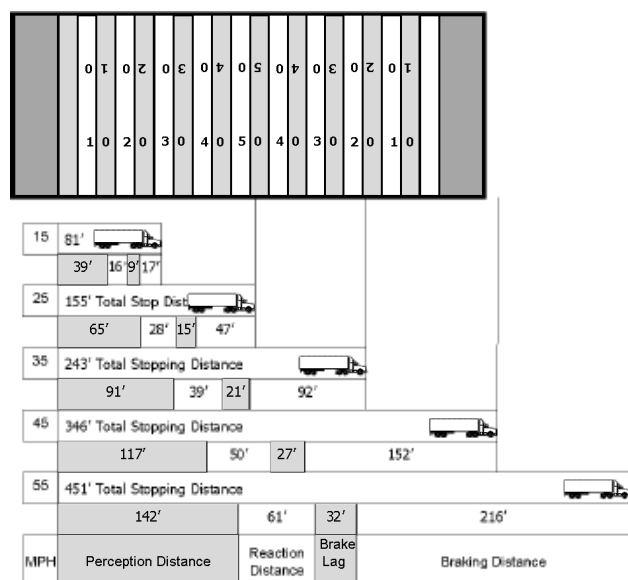 0 1 0 2 0 3 0 4 0 5 0 4 0 3 0 2 0 1
1 0 2 0 3 0 4 0 5 0 4 0 3 0 2 0 1 0
15 81'
39' 16' 9' 17'
25 155' Total Stop Dist
65' 28' 15' 47'
35 243' Total Stopping Distance
91' 39' 21' 92'
45 346' Total Stopping Distance
117' 50' 27' 152'
55 451' Total Stopping Distance
142' 61' 32' 216'
MPH Perception Distance Reaction Distance Brake Lag Braking Distance